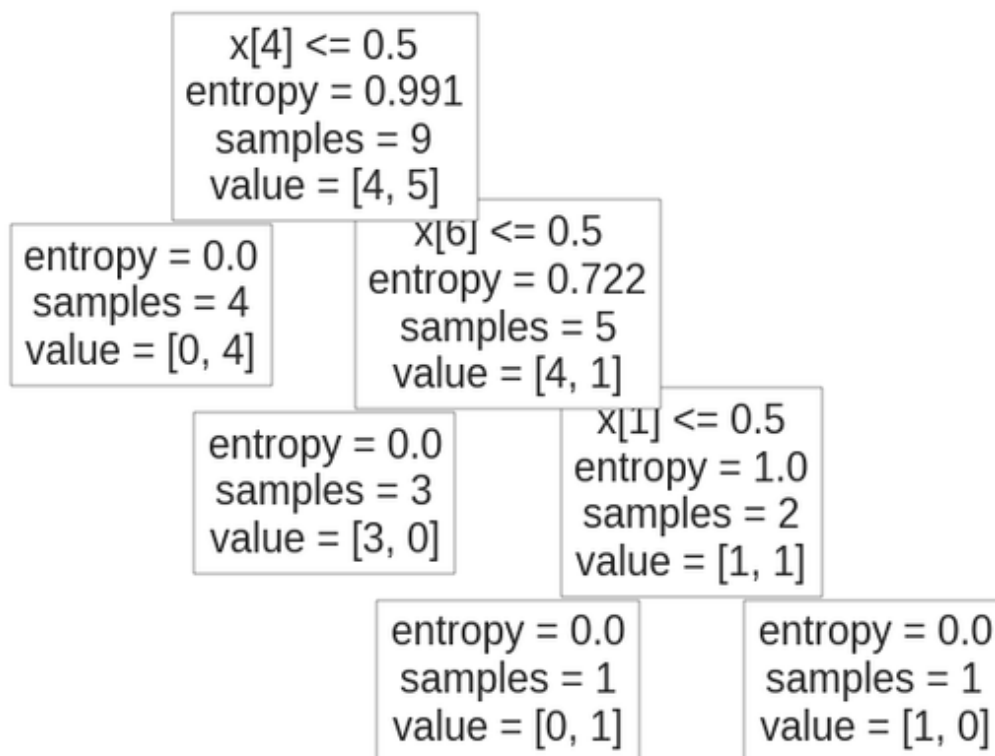 x[4] <= 0.5
entropy = 0.991
samples = 9
value = [4, 5]
entropy = 0.0
samples = 4
value = [0, 4]
x[6] <= 0.5
entropy = 0.722
samples = 5
value = [4, 1]
entropy = 0.0
samples = 3
value = [3, 0]
x[1] <= 0.5
entropy = 1.0
samples = 2
value = [1, 1]
entropy = 0.0
samples = 1
value = [0, 1]
entropy = 0.0
samples = 1
value = [1, 0]